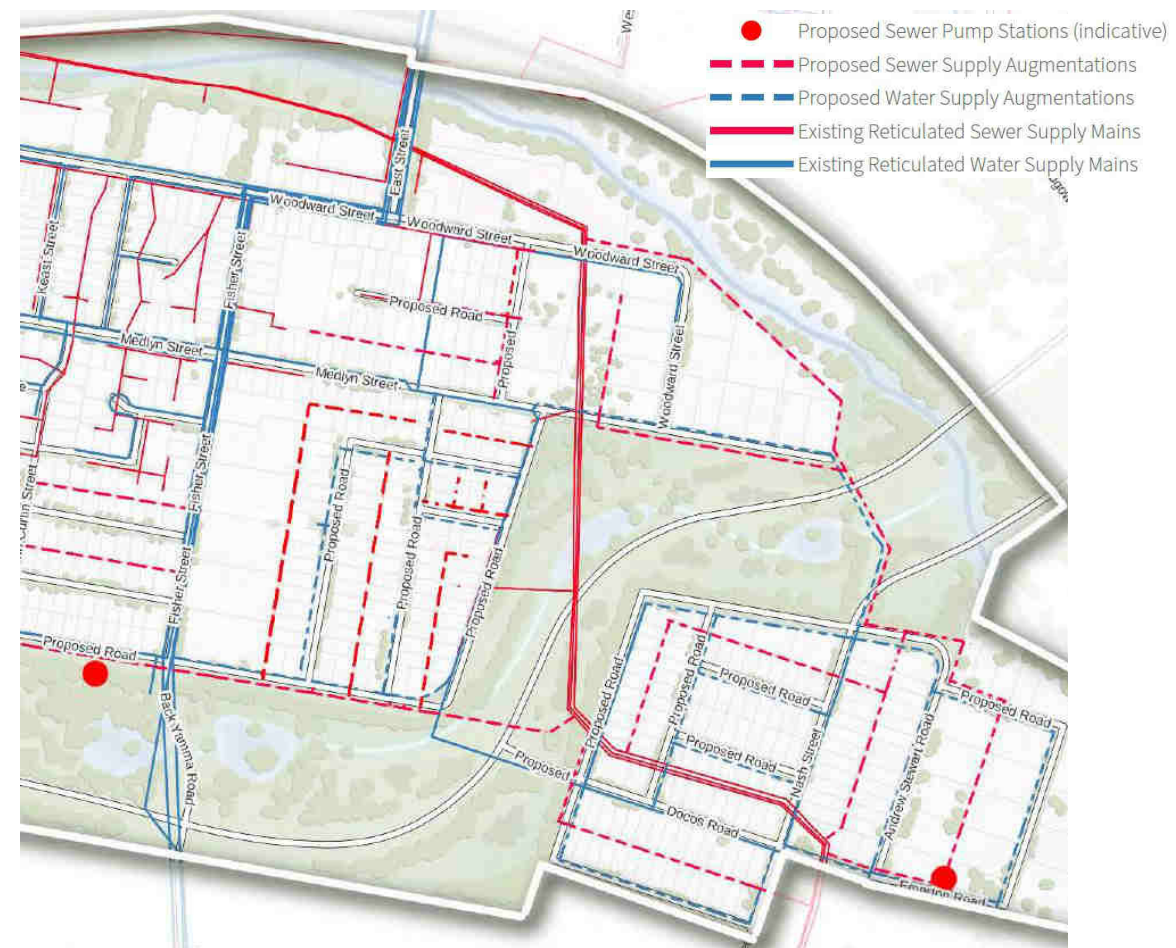 Wes
Proposed Sewer Pump Stations (indicative)
Proposed Sewer Supply Augmentations
Proposed Water Supply Augmentations
Existing Reticulated Sewer Supply Mains
Existing Reticulated Water Supply Mains
East Street
Woodward Street
Woodward Street
Woodward Street
Keast Street
Fisher Street
Proposed Road
Medlyn Street
Proposed
Woodward Street
Medlyn Street
e
Fisher Street
Street
Proposed Road
Proposed Road
Proposed Road
Fisher Street
Proposed Road
Back Yamma Road
Proposed Road
Proposed Road
Proposed Road
Proposed Road
Proposed Road
Proposed
Nash Street
Andrew Stewart Road
Docos Road
Road